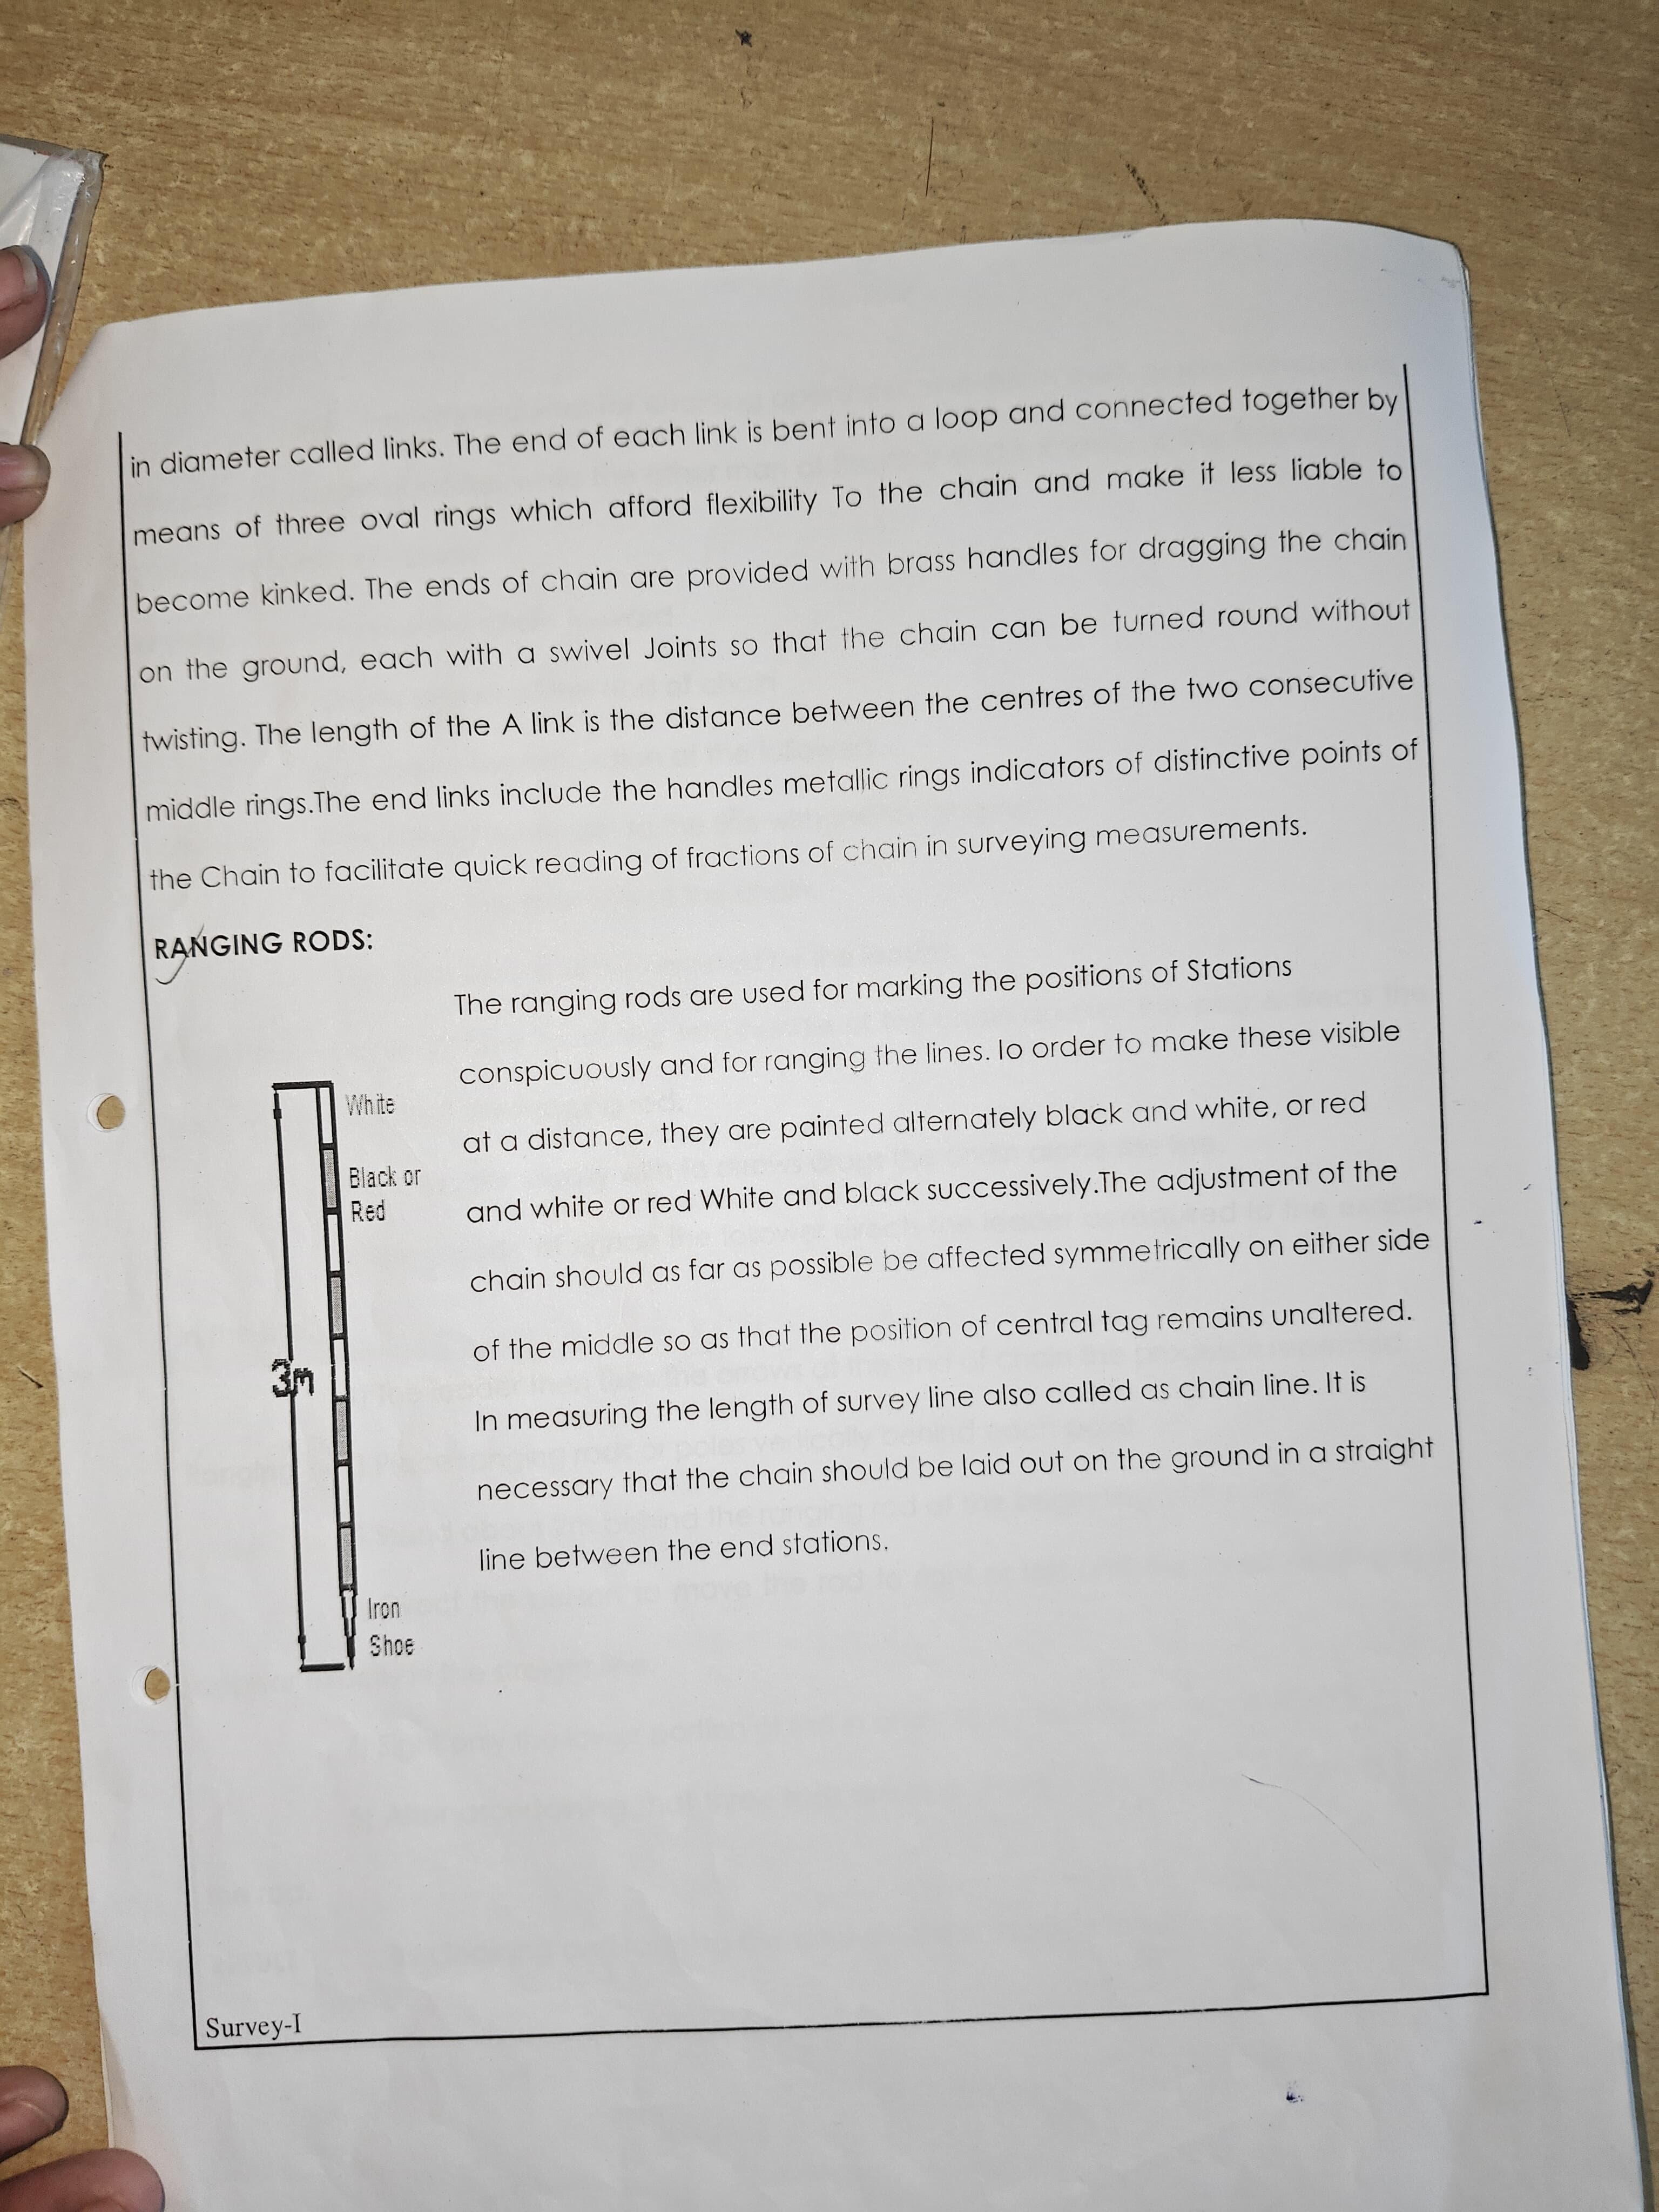 in diameter called links. The end of each link is bent into a loop and connected together by
means of three oval rings which afford flexibility To the chain and make it less liable to
become kinked. The ends of chain are provided with brass handles for dragging the chain
on the ground, each with a swivel Joints so that the chain can be turned round without
twisting. The length of the A link is the distance between the centres of the two consecutive
middle rings.The end links include the handles metallic rings indicators of distinctive points of
the Chain to facilitate quick reading of fractions of chain in surveying measurements.
RANGING RODS:
The ranging rods are used for marking the positions of Stations
conspicuously and for ranging the lines. Io order to make these visible
at a distance, they are painted alternately black and white, or red
and white or red White and black successively.The adjustment of the
chain should as far as possible be affected symmetrically on either side
of the middle so as that the position of central tag remains unaltered.
In measuring the length of survey line also called as chain line. It is
necessary that the chain should be laid out on the ground in a straight
line between the end stations.
White
Black or
Red
3m
Iron
Shoe
Survey-I